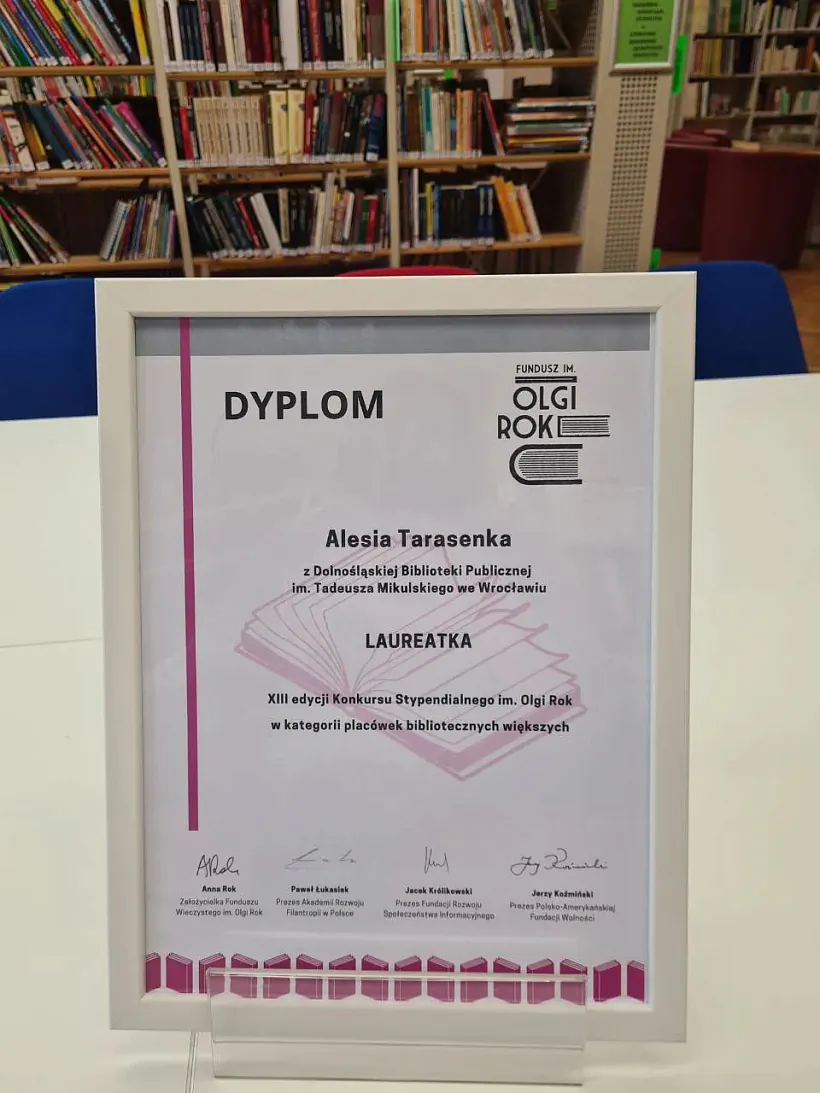 DYPLOM
FUNDUSZ IM.
OLGI
ROK
Alesia Tarasenka
z Dolnośląskiej Biblioteki Publicznej
im. Tadeusza Mikulskiego we Wrocławiu
LAUREATKA
XIII edycji Konkursu Stypendialnego im. Olgi Rok
w kategorii placówek bibliotecznych większych
Anna Rok
Założycielka Funduszu
Wieczystego im. Olgi Rok
Paweł Łukasiak
Prezes Akademii Rozwoju
Filantropii w Polsce
Jacek Królikowski
Prezes Fundacji Rozwoju
Społeczeństwa Informacyjnego
Jerzy Koźmiński
Prezes Polsko-Amerykańskiej
Fundacji Wolności